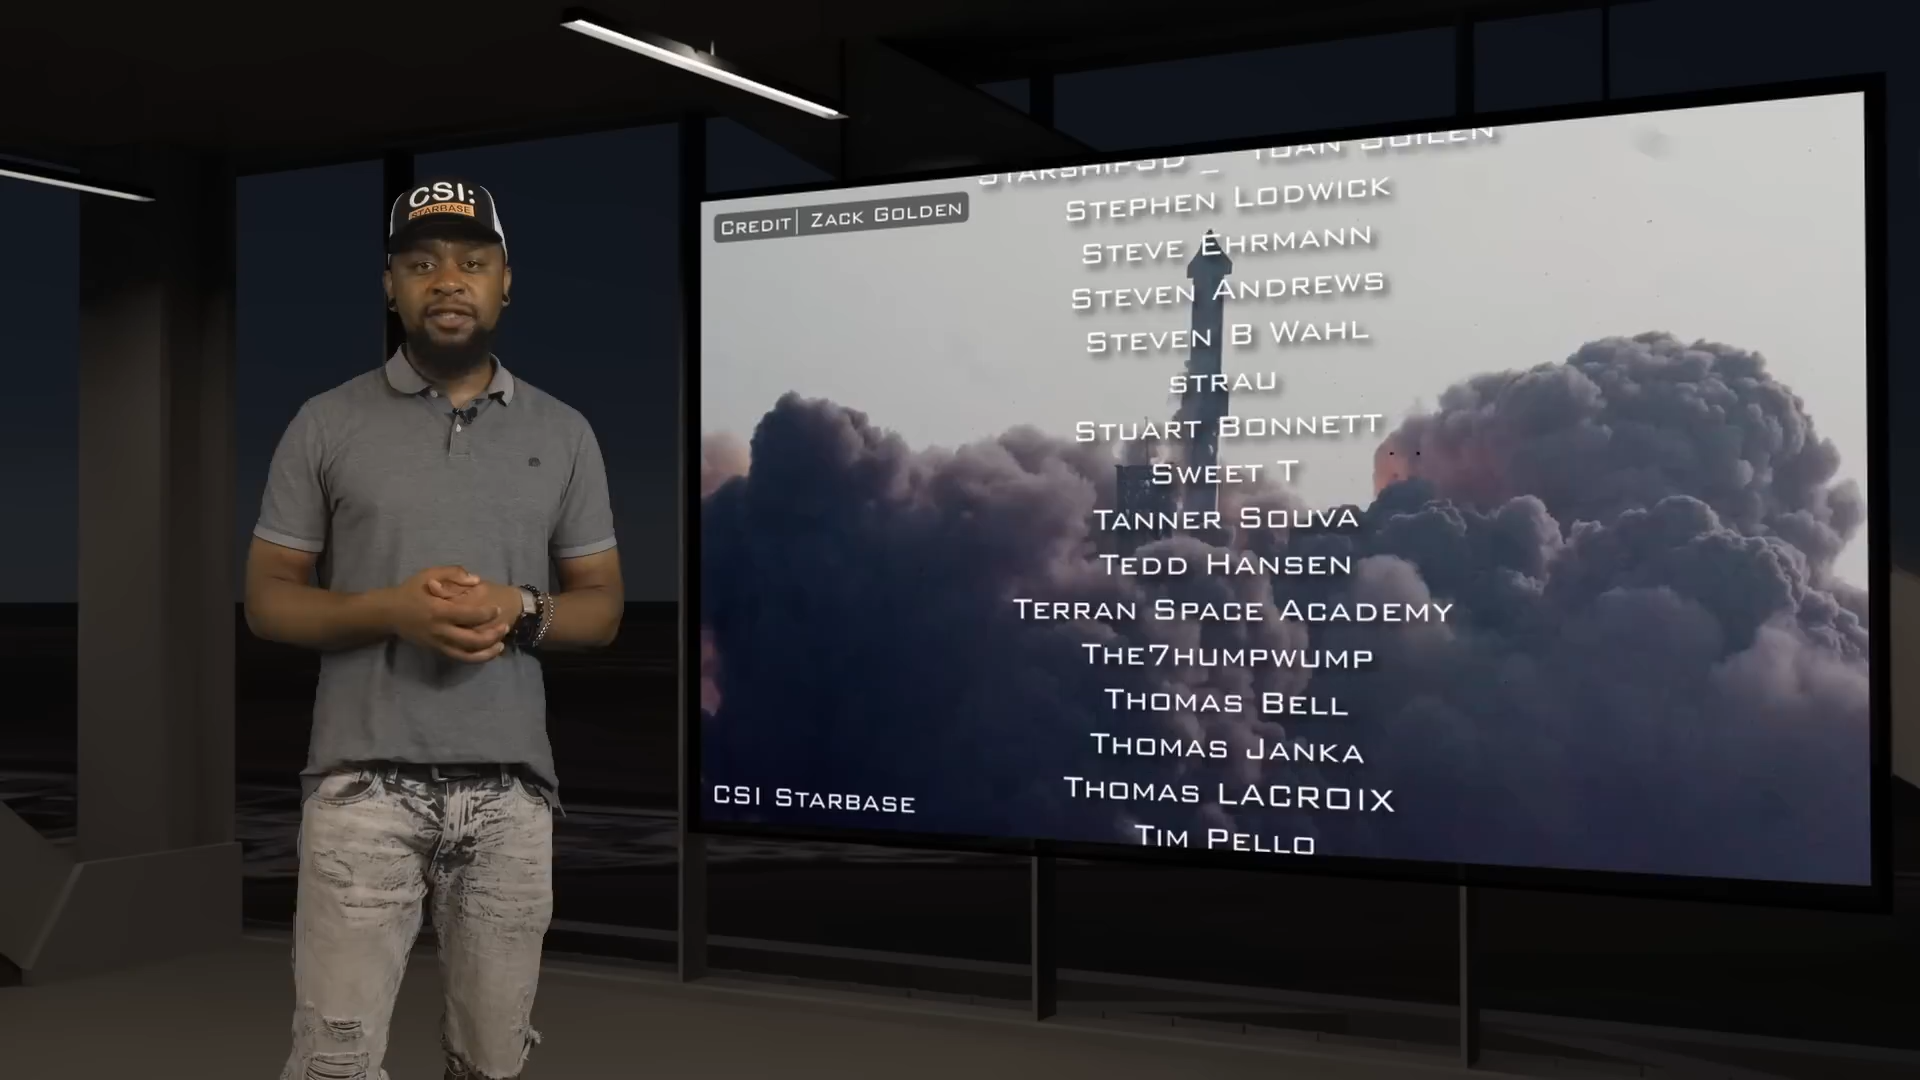 CSI:
STARBASE
Credit| Zack Golden
Stephen Lodwick
Steve Ehrmann
Steven Andrews
Steven B Wahl
strau
Stuart Bonnett
Sweet T
Tanner Souva
Tedd Hansen
Terran Space Academy
The7humpwump
Thomas Bell
Thomas Janka
Thomas LACROIX
Tim Pello
CSI Starbase